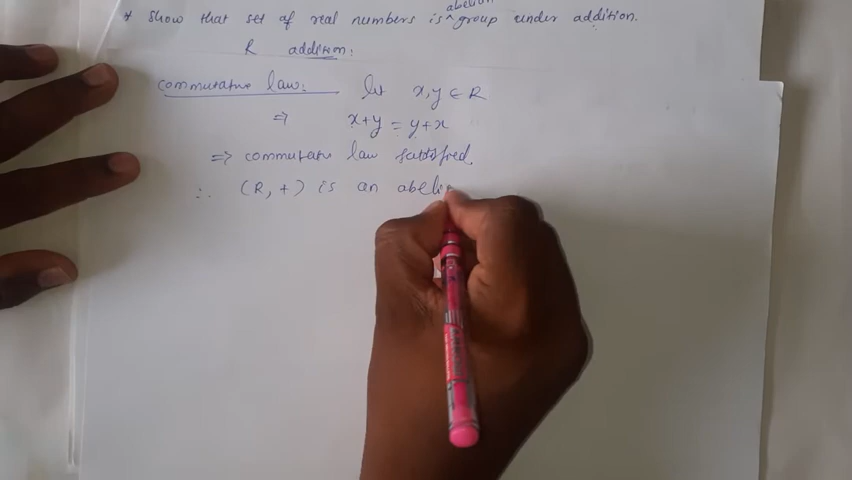 * Show that set of real numbers is ^ abelian group under addition.
R addition:
commutative law: let x, y ∈ R
⇒ x+y = y+x
⇒ commutative law satisfied.
∴ (R, +) is an abeli